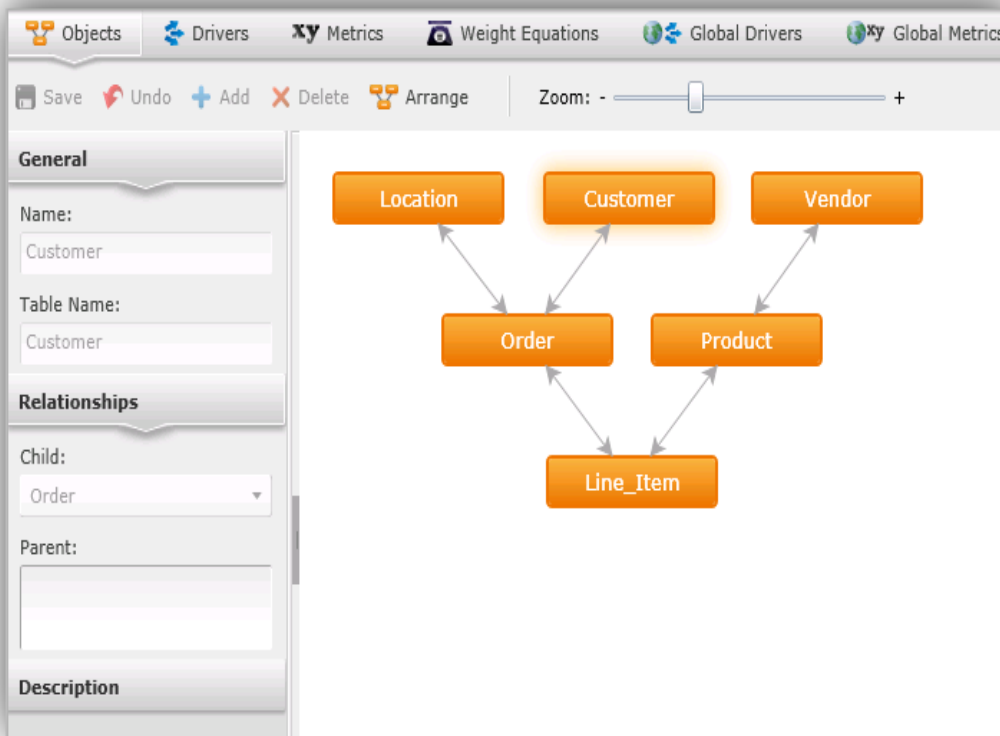 Objects Drivers xy Metrics Weight Equations Global Drivers xy Global Metrics
Save Undo Add Delete Arrange Zoom: - +
General
Name:
Customer
Table Name:
Customer
Relationships
Child:
Order
Parent:
Description
Location Customer Vendor
Order Product
Line_Item